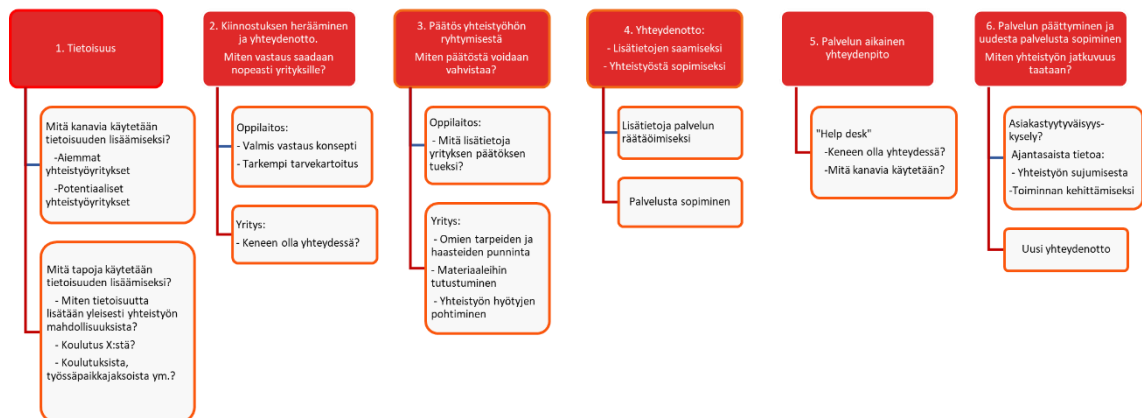 1. Tietoisuus
Mitä kanavia käytetään
tietoisuuden lisäämiseksi?
-Aiemmat
yhteistyöyritykset
-Potentiaaliset
yhteistyöyritykset
Mitä tapoja käytetään
tietoisuuden lisäämiseksi?
- Miten tietoisuutta
lisätään yleisesti yhteistyön
mahdollisuuksista?
- Koulutus X:stä?
- Koulutuksista,
työssäpaikkajaksoista ym.?
2. Kiinnostuksen herääminen
ja yhteydenotto.
Miten vastaus saadaan
nopeasti yrityksille?
Oppilaitos:
- Valmis vastaus konsepti
- Tarkempi tarvekartoitus
Yritys:
- Keneen olla yhteydessä?
3. Päätös yhteistyöhön
ryhtymisestä
Miten päätöstä voidaan
vahvistaa?
Oppilaitos:
- Mitä lisätietoja
yrityksen päätöksen
tueksi?
Yritys:
- Omien tarpeiden ja
haasteiden punninta
- Materiaaleihin
tutustuminen
- Yhteistyön hyötyjen
pohtiminen
4. Yhteydenotto:
- Lisätietojen saamiseksi
- Yhteistyöstä sopimiseksi
Lisätietoja palvelun
räätäöimiseksi
Palvelusta sopiminen
5. Palvelun aikainen
yhteydenpito
"Help desk"
-Keneen olla yhteydessä?
-Mitä kanavia käytetään?
6. Palvelun päättyminen ja
uudesta palvelusta sopiminen
Miten yhteistyön jatkuvuus
taataan?
Asiakastyytyväisyys-
kysely?
Ajantasaista tietoa:
- Yhteistyön sujumisesta
-Toiminnan kehittämiseksi
Uusi yhteydenotto